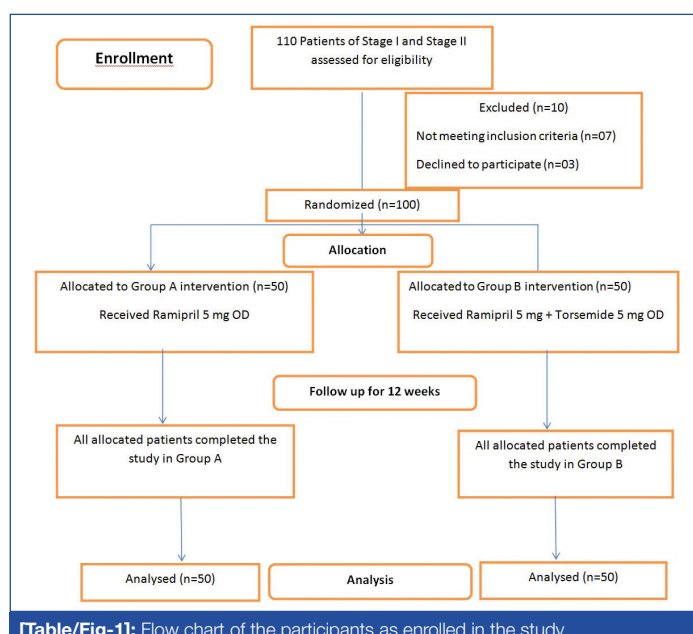 110 Patients of Stage I and Stage II
assessed for eligibility
Enrollment
Excluded (n=10)
Not meeting inclusion criteria (n=07)
Declined to participate (n=03)
Randomized (n=100)
Allocation
Allocated to Group A intervention (n=50)
Received Ramipril 5 mg OD
Allocated to Group B intervention (n=50)
Received Ramipril 5 mg + Torsemide 5 mg OD
Follow up for 12 weeks
All allocated patients completed the
study in Group A
All allocated patients completed
the study in Group B
Analysed (n=50)
Analysis
Analysed (n=50)
[Table/Fig-1]: Flow chart of the participants as enrolled in the study